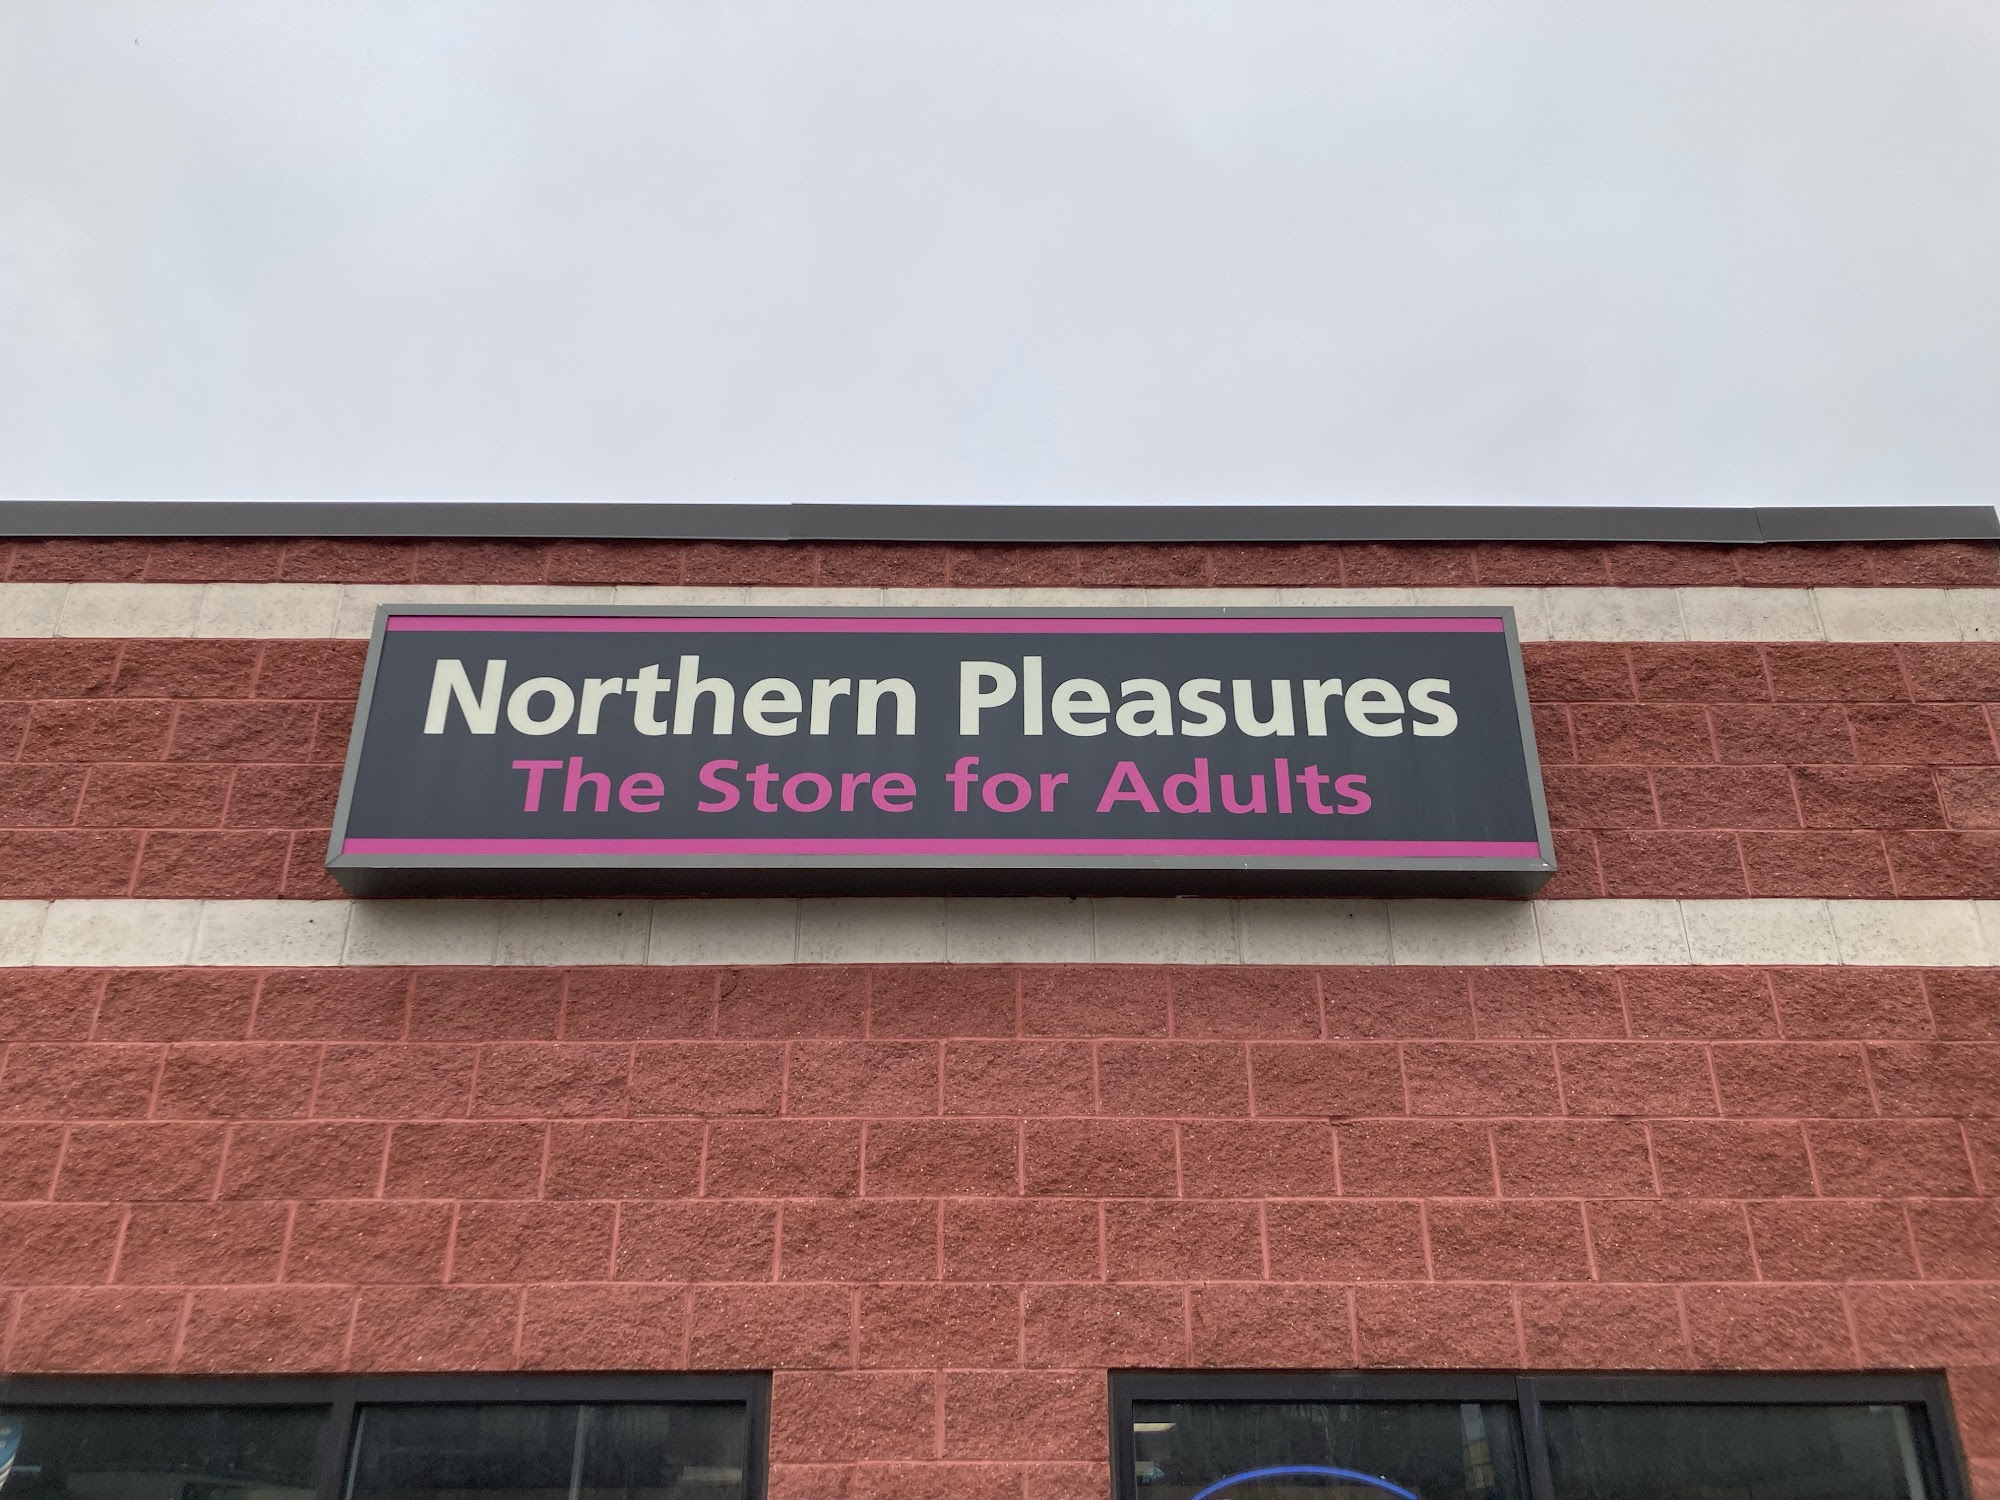 Northern Pleasures
The Store for Adults